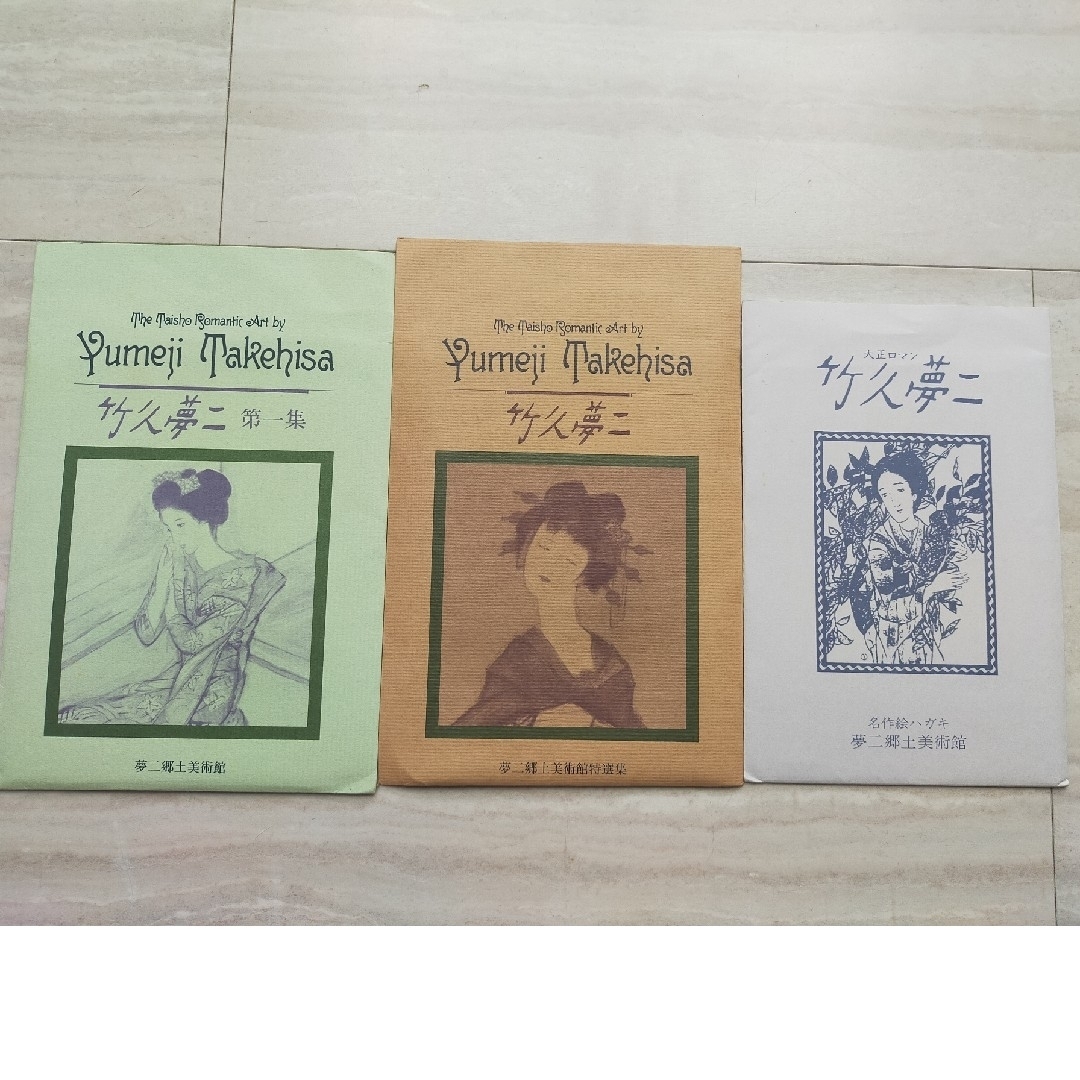 The Taisho Romantic Art by
Yumeji Takehisa
竹久夢二 第一集
夢二郷土美術館
The Taisho Romantic Art by
Yumeji Takehisa
竹久夢二
夢二郷土美術館特選集
大正ロマン
竹久夢二
名作絵ハガキ
夢二郷土美術館